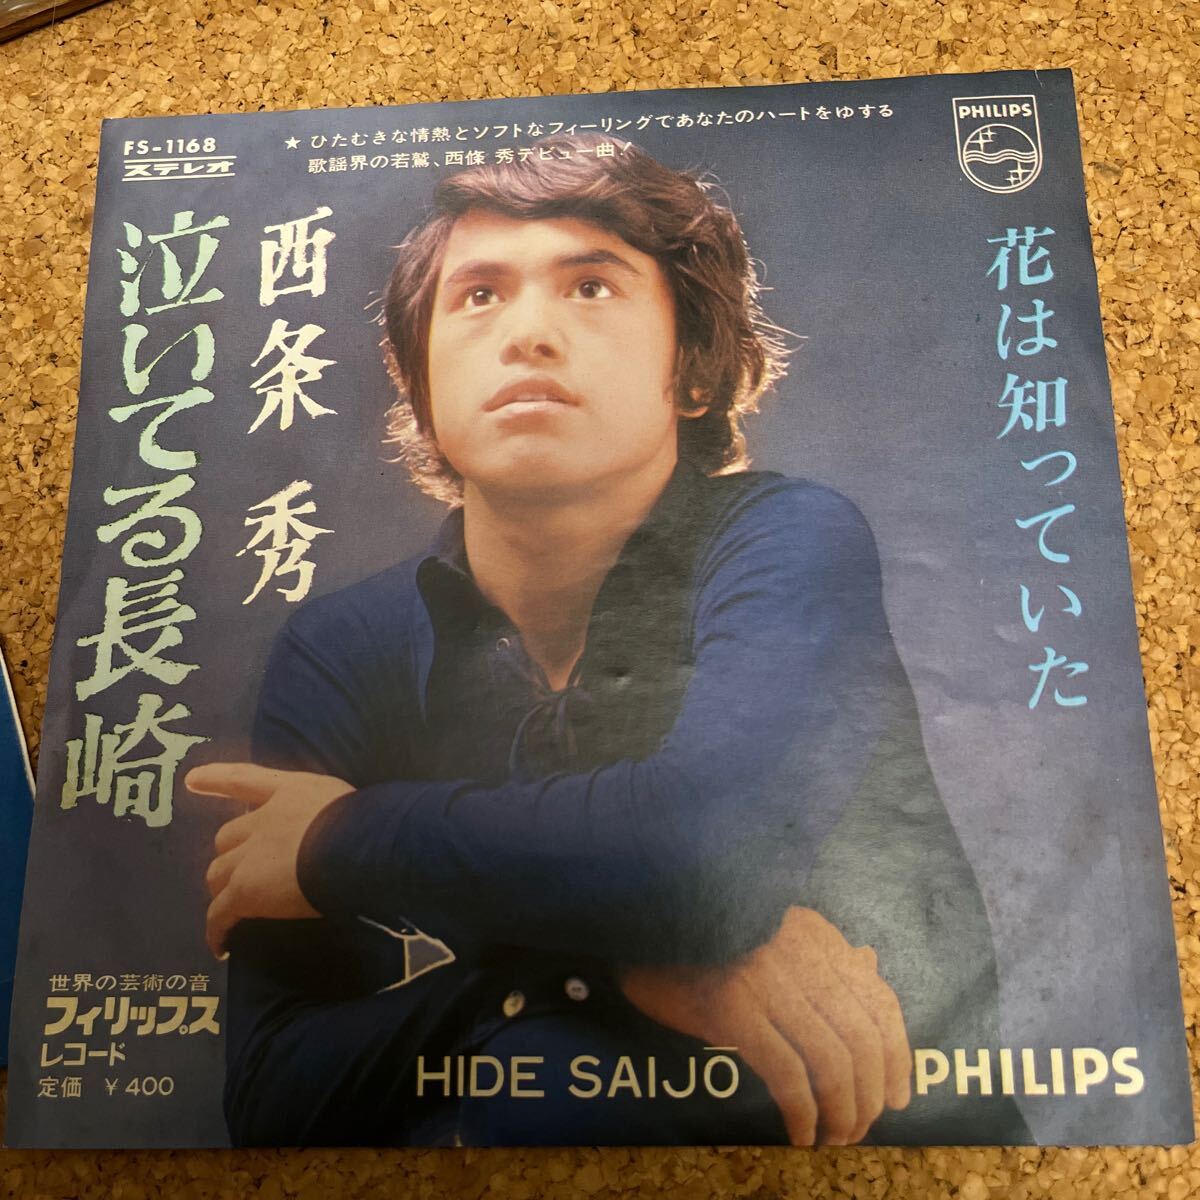 FS-1168
ステレオ
★ ひたむきな情熱とソフトなフィーリングであなたのハートをゆする
歌謡界の若鷲、西條 秀デビュー曲!
PHILIPS
泣いてる長崎
西条 秀
花は知っていた
世界の芸術の音
フィリップス
レコード
定価 ¥400
HIDE SAIJŌ
PHILIPS